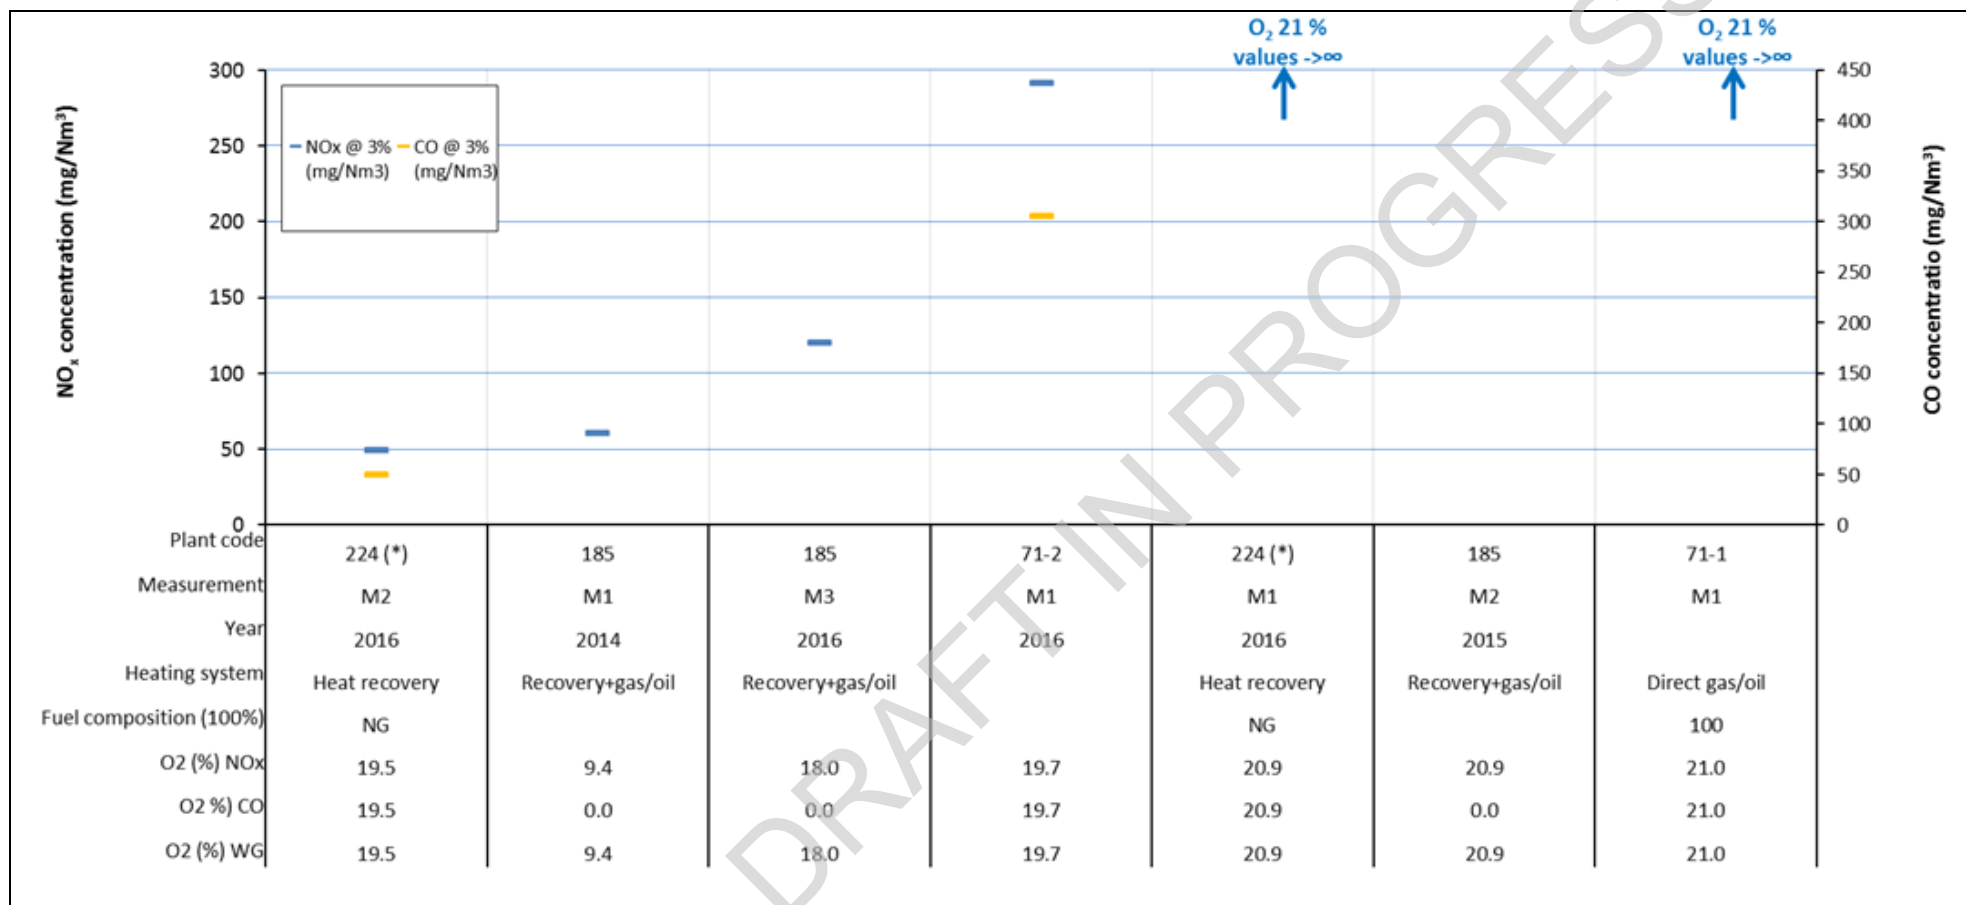 O₂ 21 %
values ->∞
O₂ 21 %
values ->∞
NOₓ concentration (mg/Nm³)
300
250
200
150
100
50
0
NOx @ 3% (mg/Nm3)
CO @ 3% (mg/Nm3)
450
400
350
300
250
200
150
100
50
0
CO concentratio (mg/Nm³)
Plant code 224 (*) 185 185 71-2 224 (*) 185 71-1
Measurement M2 M1 M3 M1 M1 M2 M1
Year 2016 2014 2016 2016 2016 2015
Heating system Heat recovery Recovery+gas/oil Recovery+gas/oil Heat recovery Recovery+gas/oil Direct gas/oil
Fuel composition (100%) NG NG 100
O2 (%) NOx 19.5 9.4 18.0 19.7 20.9 20.9 21.0
O2 %) CO 19.5 0.0 0.0 19.7 20.9 0.0 21.0
O2 (%) WG 19.5 9.4 18.0 19.7 20.9 20.9 21.0
DRAFT IN PROGRESS